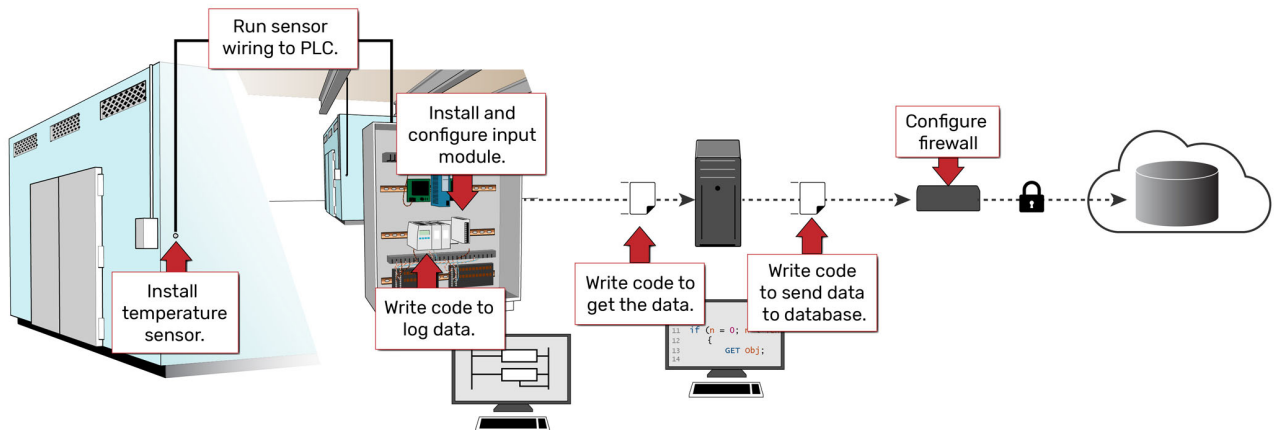 Run sensor
wiring to PLC.
Install and
configure input
module.
Configure
firewall
Install
temperature
sensor.
Write code to
log data.
Write code to
get the data.
Write code
to send data
to database.
11 if (n = 0; n
12 {
13 GET Obj;
14